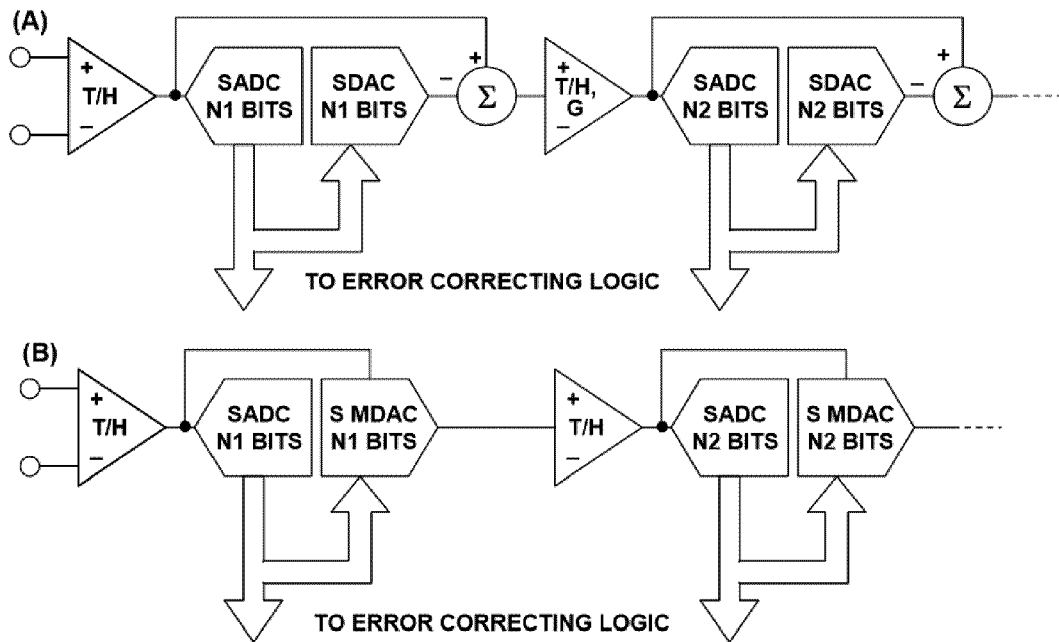 (A)
+
T/H
−
SADC
N1 BITS
SDAC
N1 BITS
+
−
Σ
+
T/H,
G
−
SADC
N2 BITS
SDAC
N2 BITS
+
−
Σ
TO ERROR CORRECTING LOGIC
(B)
+
T/H
−
SADC
N1 BITS
S MDAC
N1 BITS
+
T/H
−
SADC
N2 BITS
S MDAC
N2 BITS
TO ERROR CORRECTING LOGIC